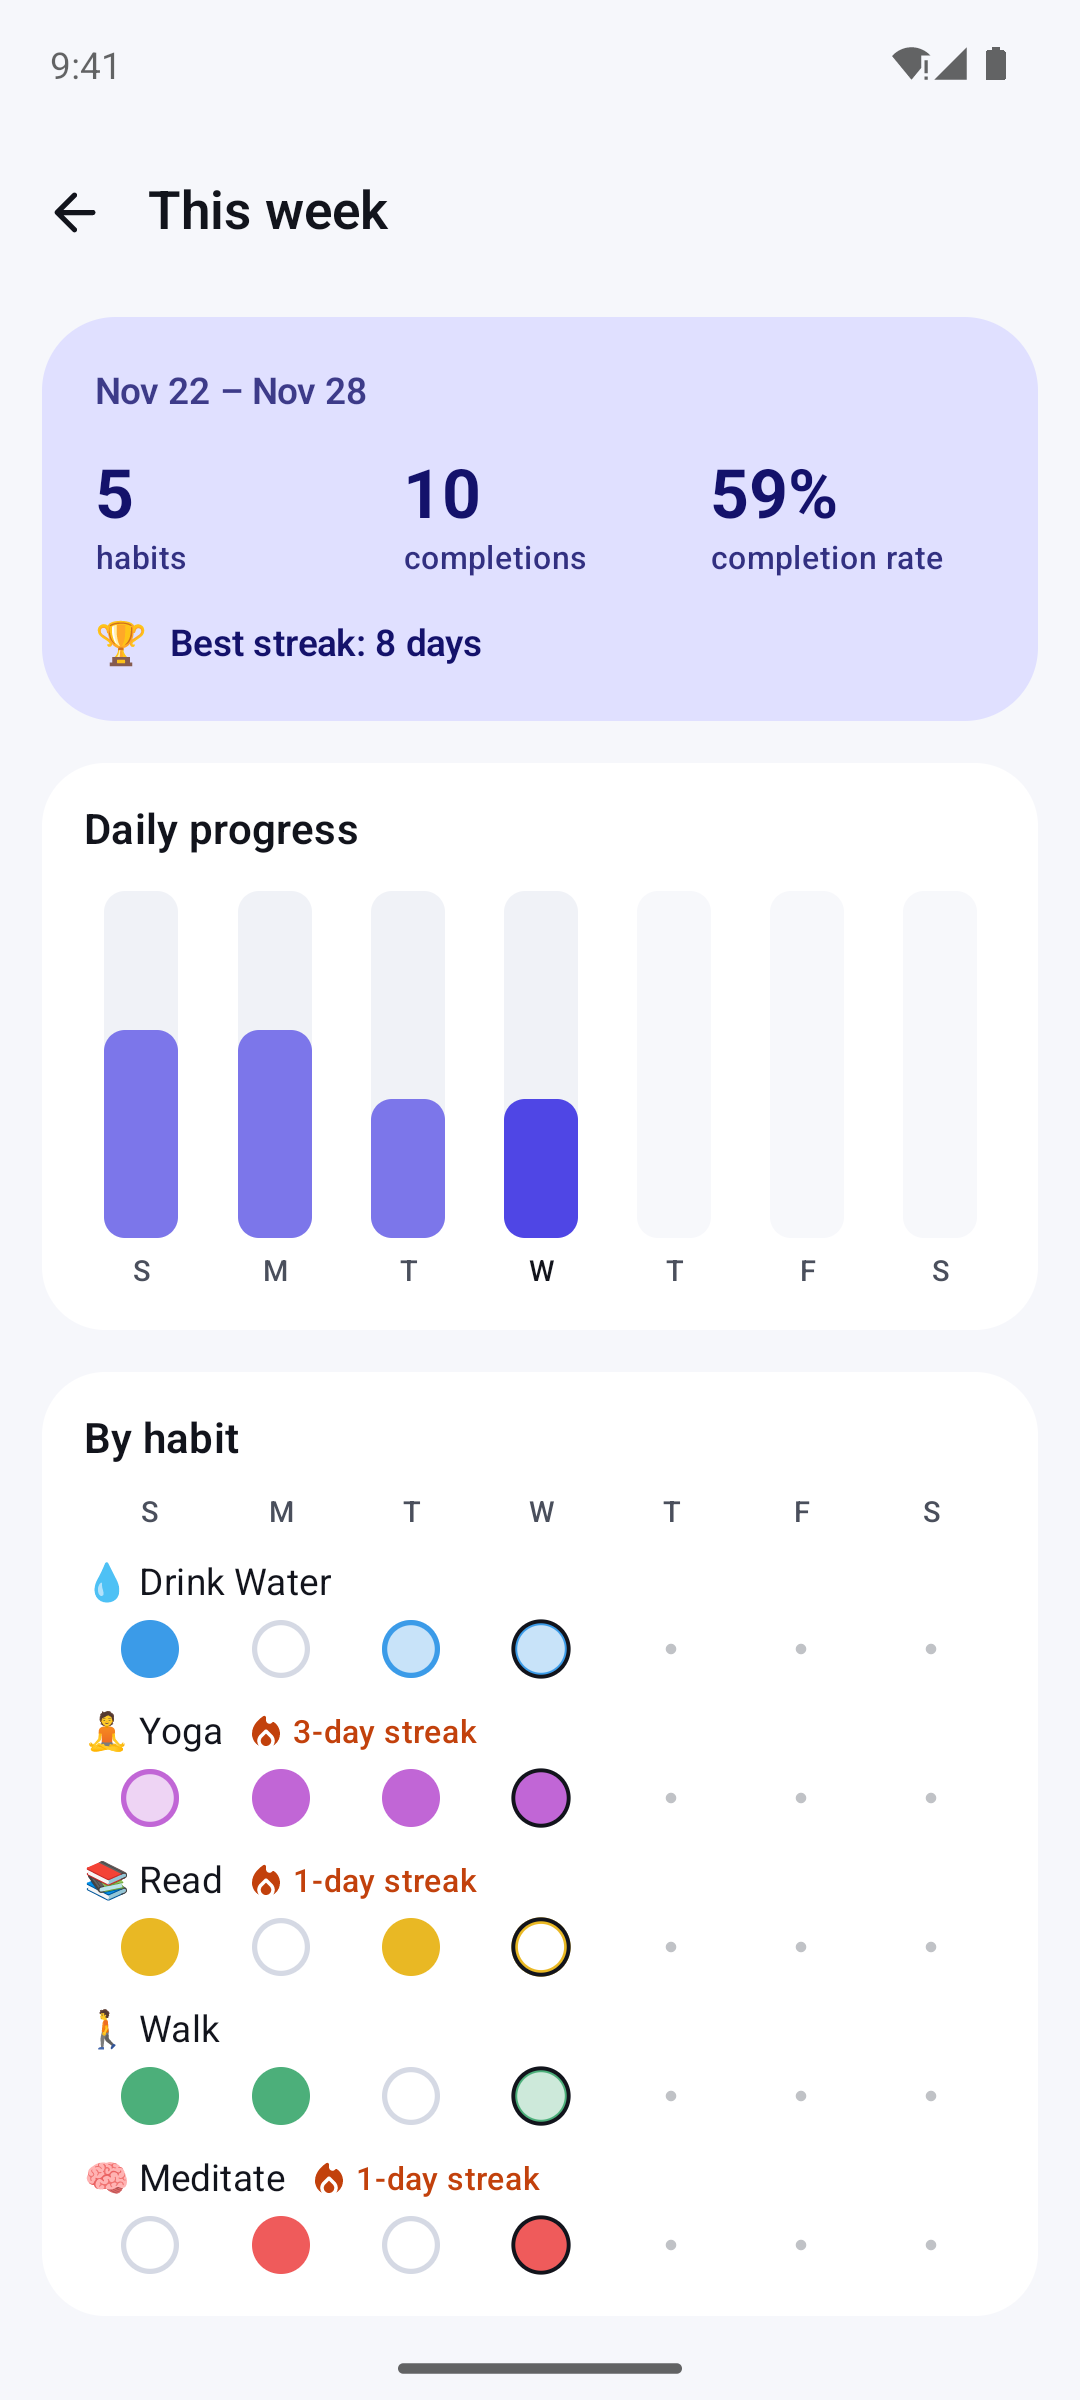 9:41
This week
Nov 22 – Nov 28
5 10 59%
habits completions completion rate
Best streak: 8 days
Daily progress
S M T W T F S
By habit
S M T W T F S
Drink Water
Yoga 3-day streak
Read 1-day streak
Walk
Meditate 1-day streak